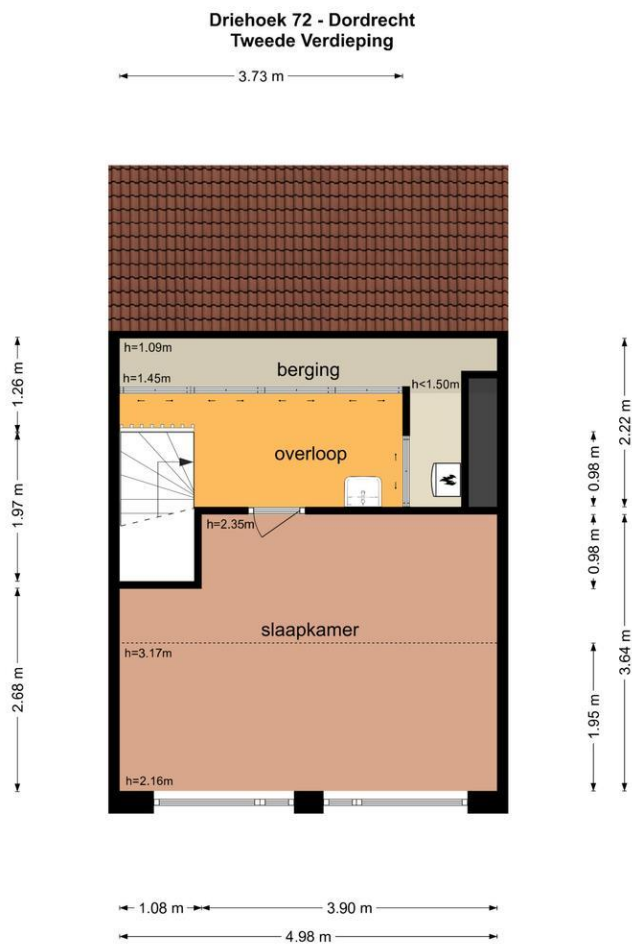 Driehoek 72 - Dordrecht
Tweede Verdieping
3.73 m
h=1.09m
berging
h=1.45m
h<1.50m
1.26 m
2.22 m
overloop
0.98 m
1.97 m
h=2.35m
0.98 m
slaapkamer
h=3.17m
3.64 m
2.68 m
1.95 m
h=2.16m
1.08 m
3.90 m
4.98 m